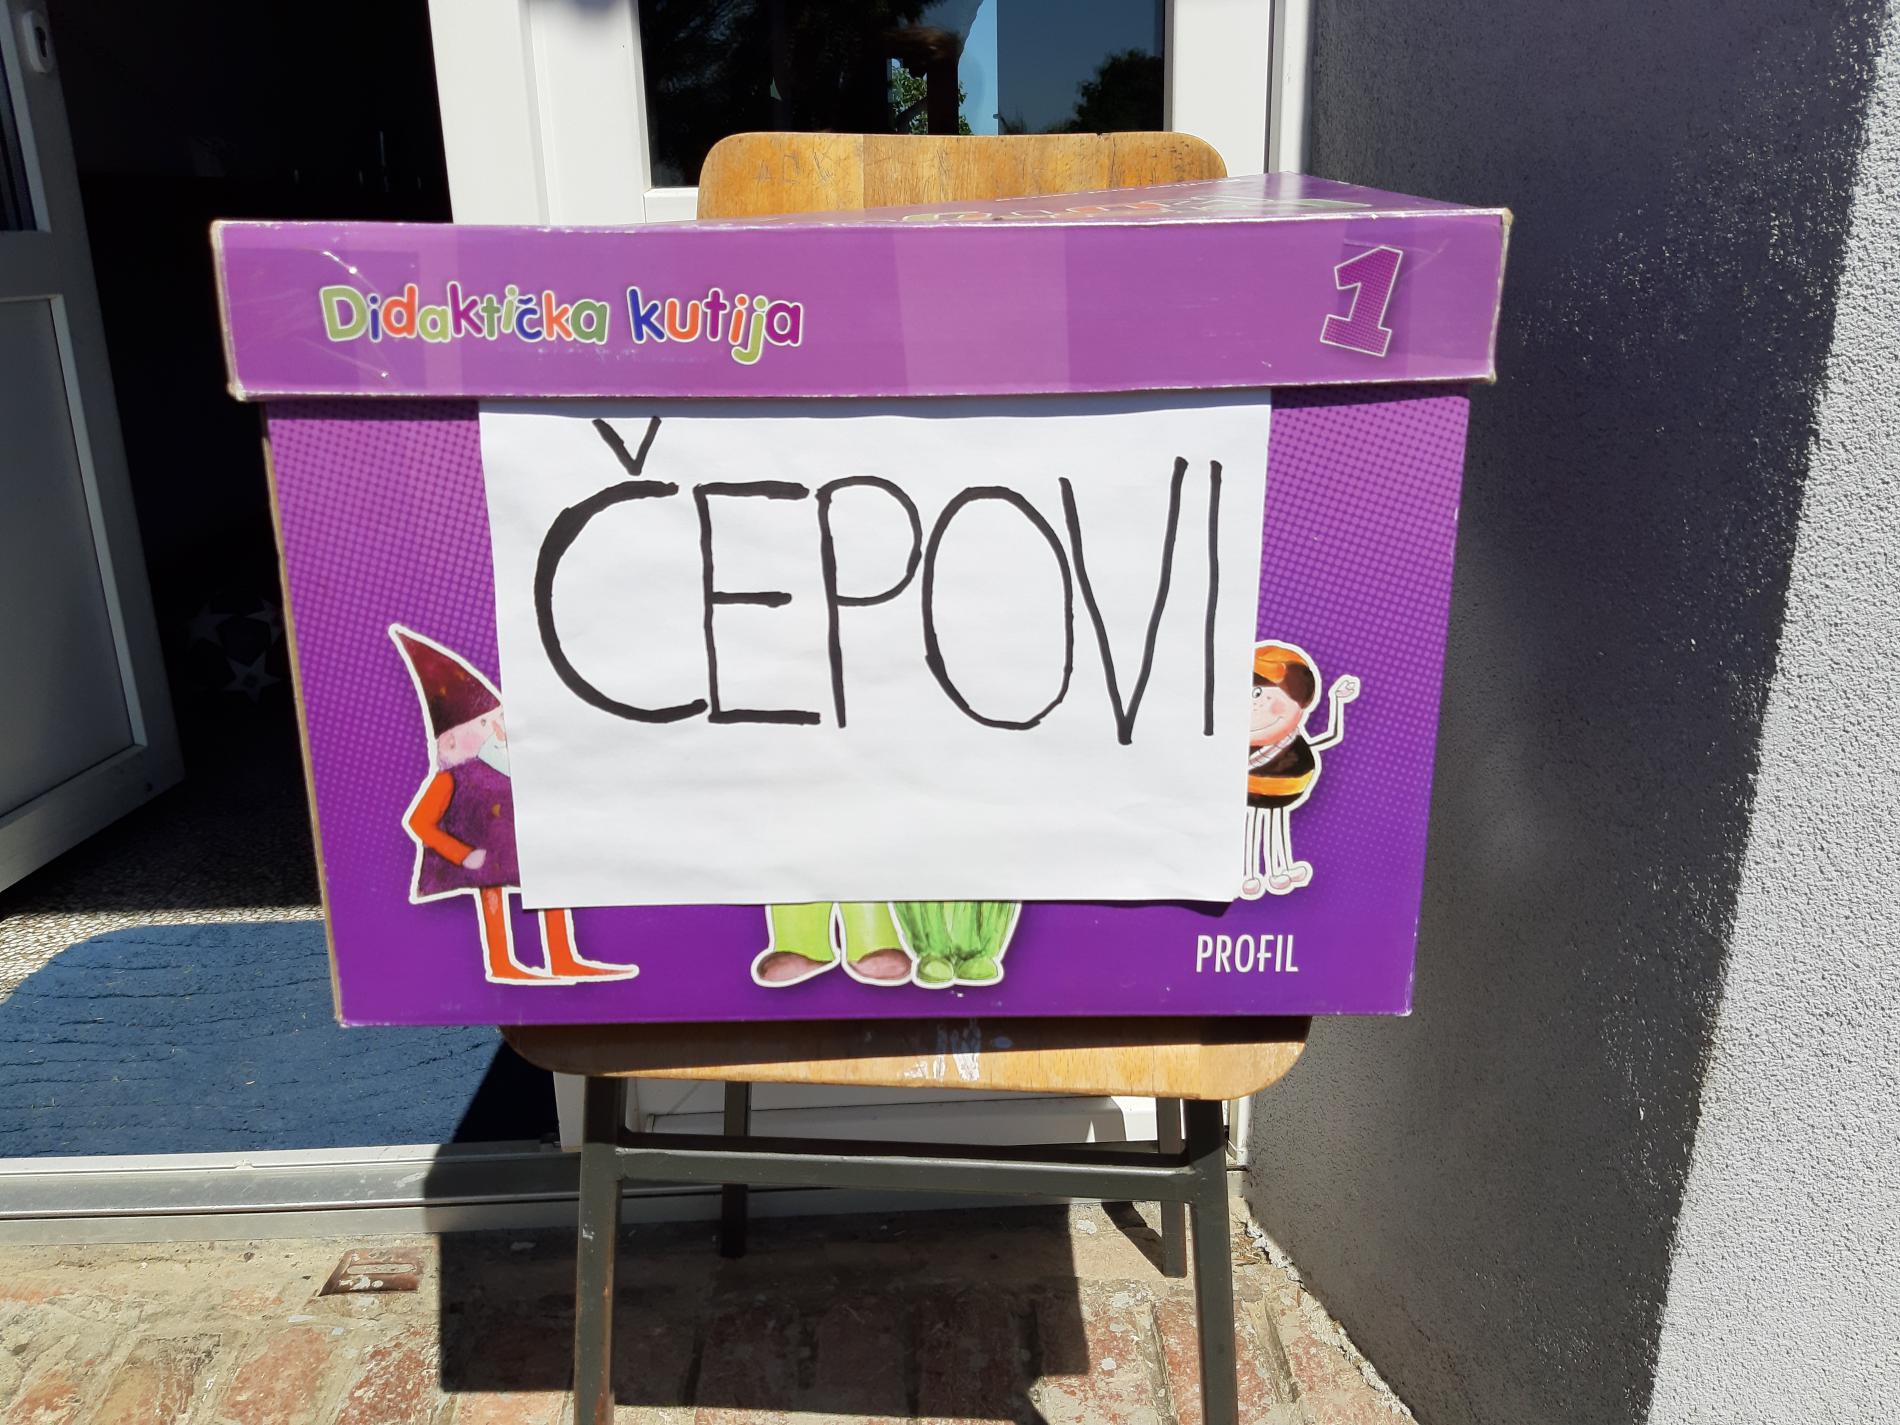 Didaktička kutija
1
ČEPOVI
PROFIL